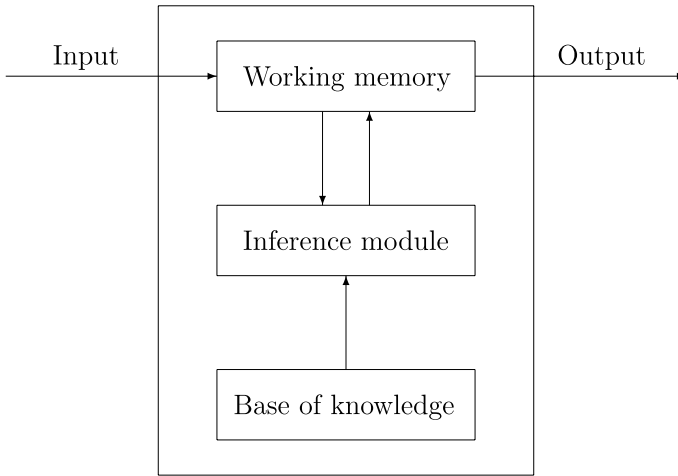 Input
Output
Working memory
Inference module
Base of knowledge